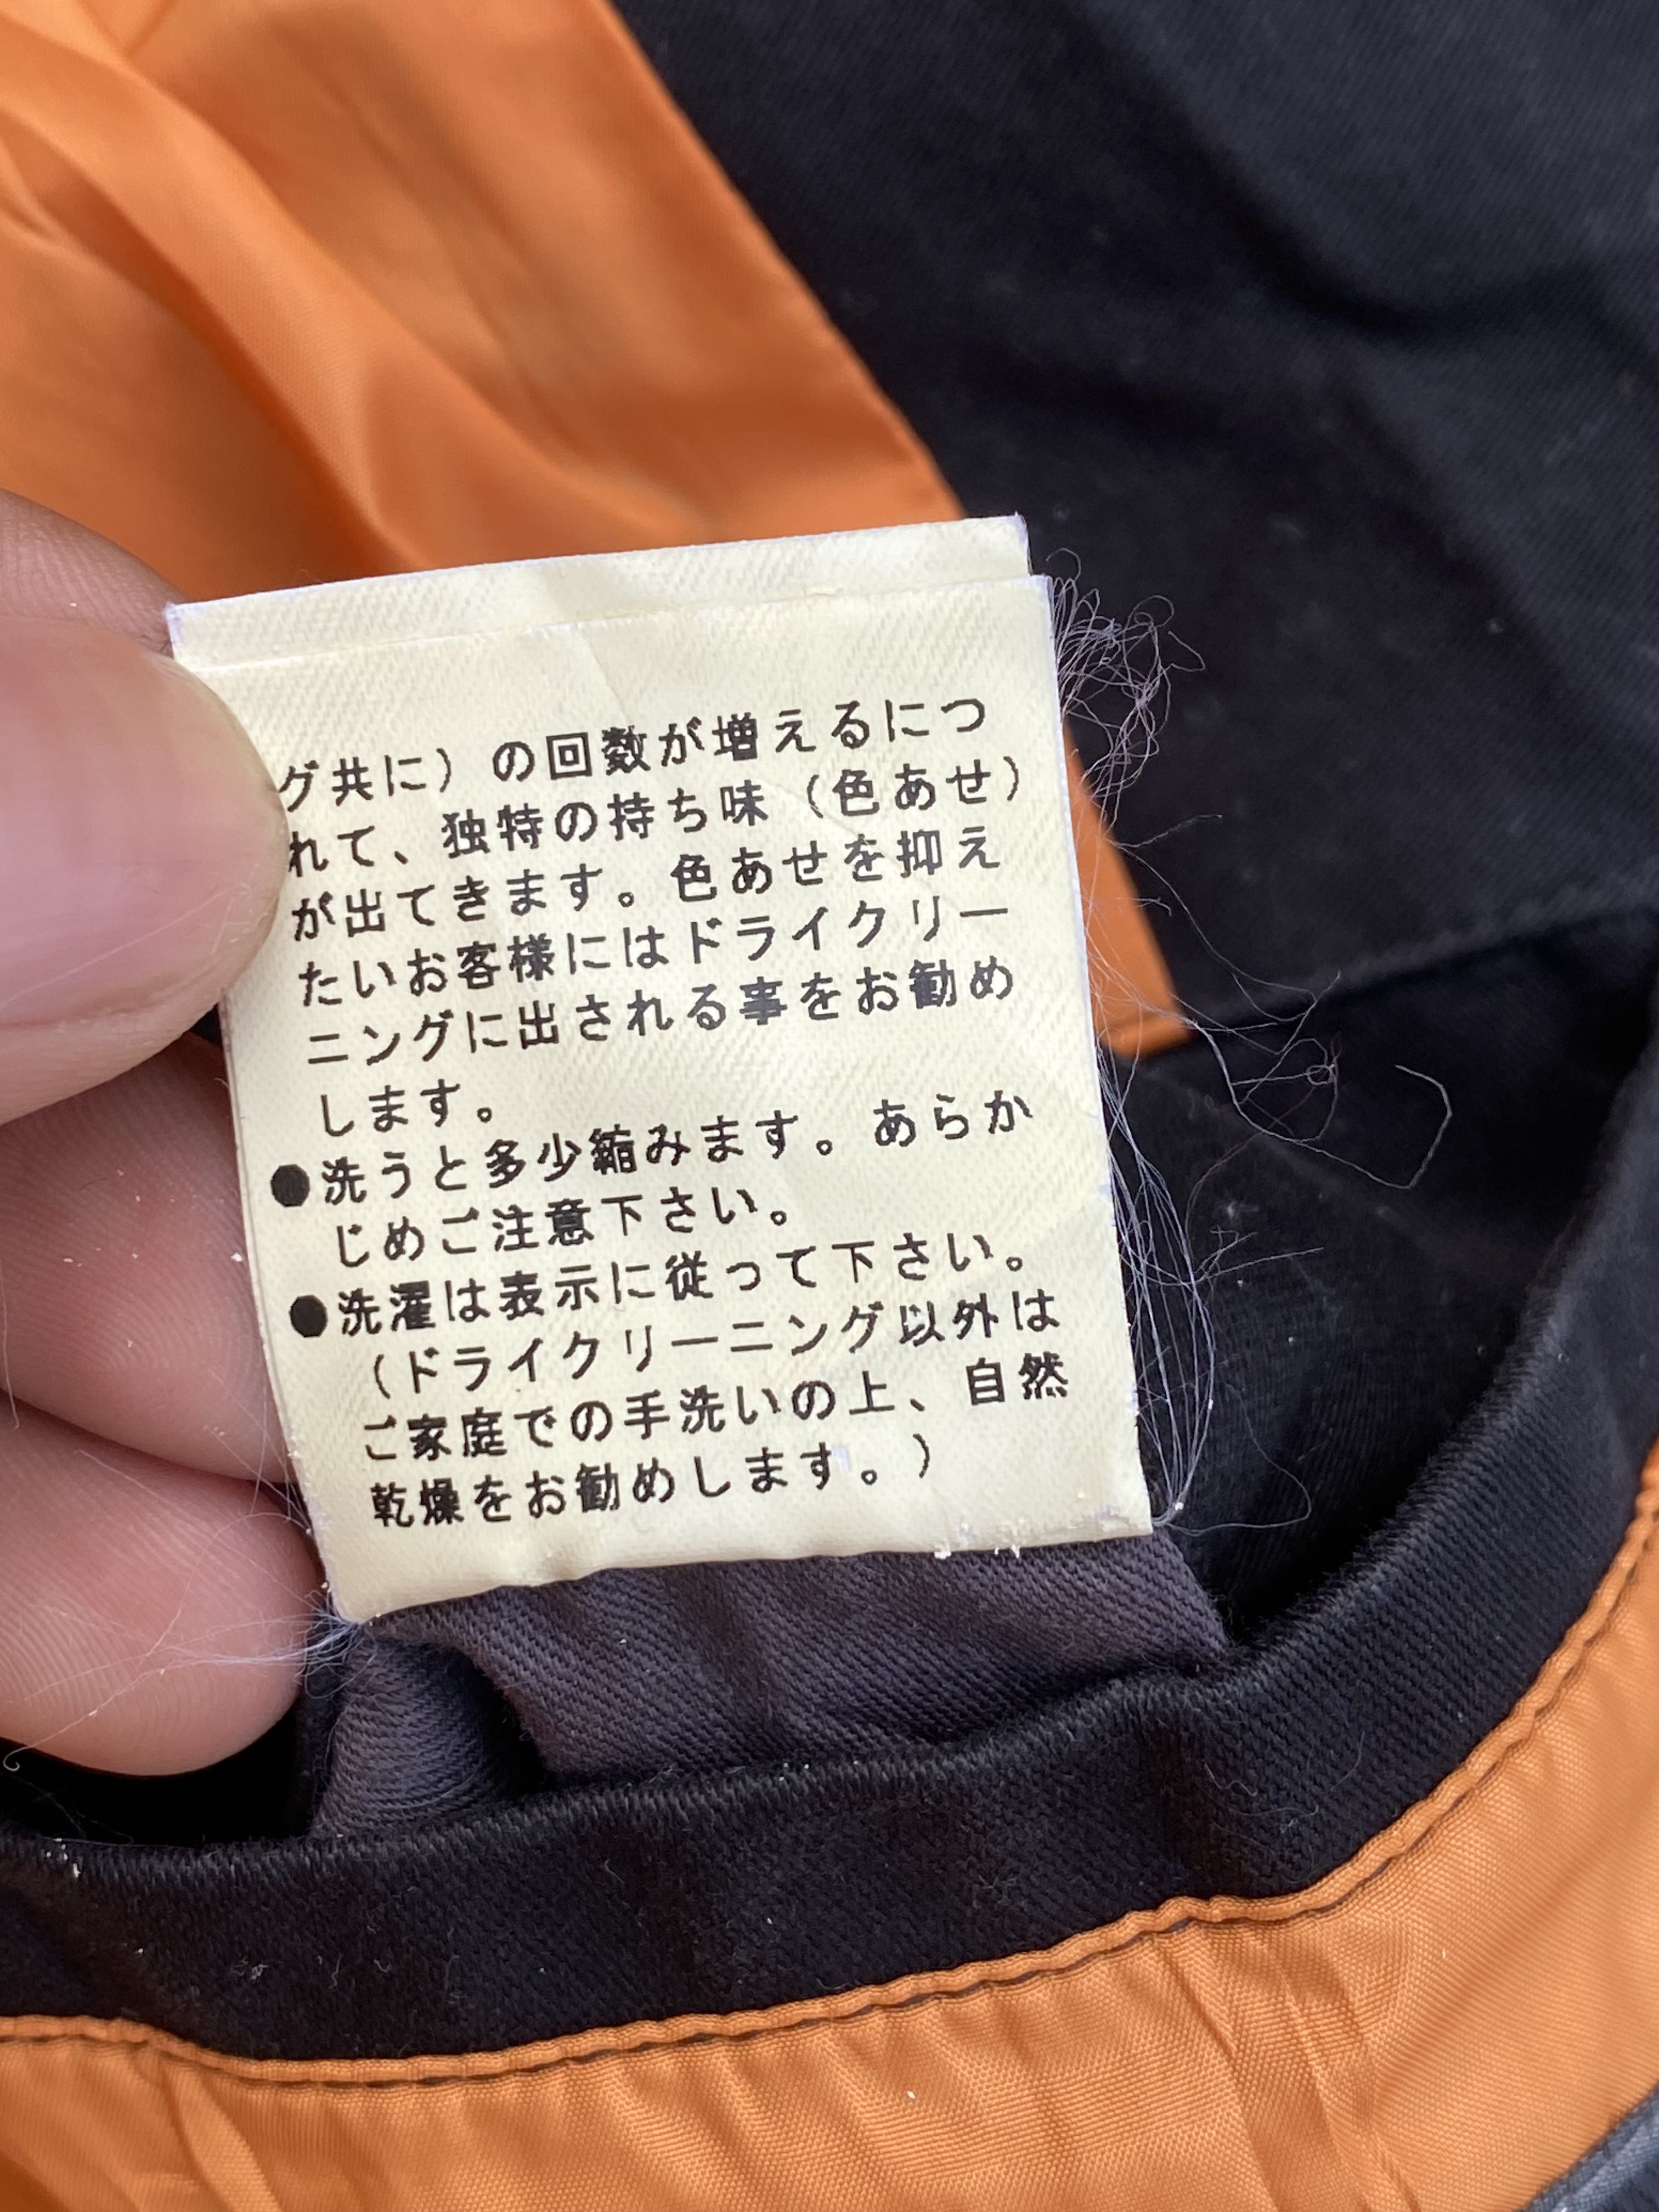 グ共に）の回数が増えるにつ
れて、独特の持ち味（色あせ）
が出てきます。色あせを抑え
たいお客様にはドライクリー
ニングに出される事をお勧め
します。
●洗うと多少縮みます。あらか
じめご注意下さい。
●洗濯は表示に従って下さい。
（ドライクリーニング以外は
ご家庭での手洗いの上、自然
乾燥をお勧めします。）